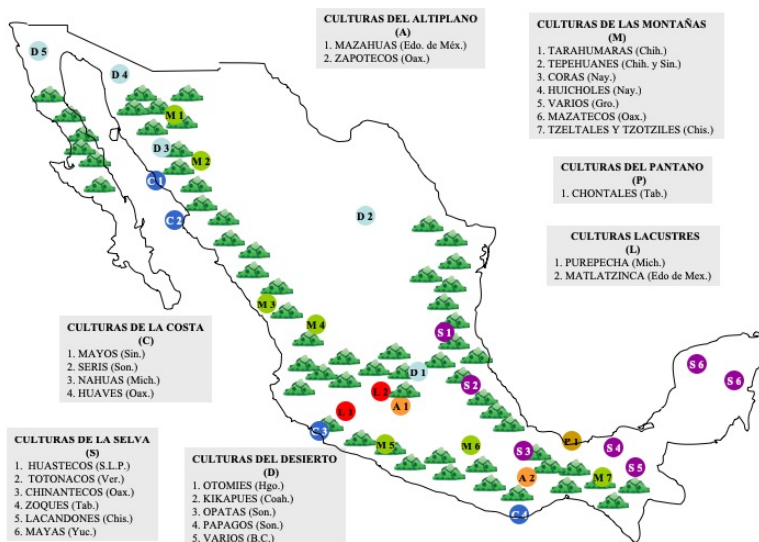 CULTURAS DEL ALTIPLANO
(A)
1. MAZAHUAS (Edo. de Méx.)
2. ZAPOTECOS (Oax.)
CULTURAS DE LAS MONTAÑAS
(M)
1. TARAHUMARAS (Chih.)
2. TEPEHUANES (Chih. y Sin.)
3. CORAS (Nay.)
4. HUICHOLES (Nay.)
5. VARIOS (Gro.)
6. MAZATECOS (Oax.)
7. TZELTALES Y TZOTZILES (Chis.)
CULTURAS DEL PANTANO
(P)
1. CHONTALES (Tab.)
CULTURAS LACUSTRES
(L)
1. PUREPECHA (Mich.)
2. MATLATZINCA (Edo de Mex.)
D 5
D 4
M 1
D 3
M 2
C 1
C 2
D 2
M 3
M 4
S 1
D 1
S 6
S 6
L 2
S 2
A 1
L 1
C 3
M 5
M 6
P 1
S 3
S 4
S 5
A 2
M 7
C 4
CULTURAS DE LA COSTA
(C)
1. MAYOS (Sin.)
2. SERIS (Son.)
3. NAHUAS (Mich.)
4. HUAVES (Oax.)
CULTURAS DE LA SELVA
(S)
1. HUASTECOS (S.L.P.)
2. TOTONACOS (Ver.)
3. CHINANTECOS (Oax.)
4. ZOQUES (Tab.)
5. LACANDONES (Chis.)
6. MAYAS (Yuc.)
CULTURAS DEL DESIERTO
(D)
1. OTOMIES (Hgo.)
2. KIKAPUES (Coah.)
3. OPATAS (Son.)
4. PAPAGOS (Son.)
5. VARIOS (B.C.)